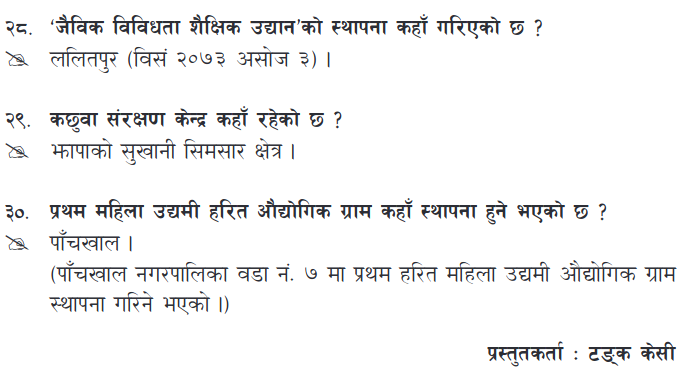 २८. ‘जैविक विविधता शैक्षिक उद्यान’को स्थापना कहाँ गरिएको छ ?
ललितपुर (विसं २०७३ असोज ३) ।
२९. कछुवा संरक्षण केन्द्र कहाँ रहेको छ ?
झापाको सुखानी सिमसार क्षेत्र ।
३०. प्रथम महिला उद्यमी हरित औद्योगिक ग्राम कहाँ स्थापना हुने भएको छ ?
पाँचखाल ।
(पाँचखाल नगरपालिका वडा नं. ७ मा प्रथम हरित महिला उद्यमी औद्योगिक ग्राम
स्थापना गरिने भएको ।)
प्रस्तुतकर्ता : टङ्क केसी